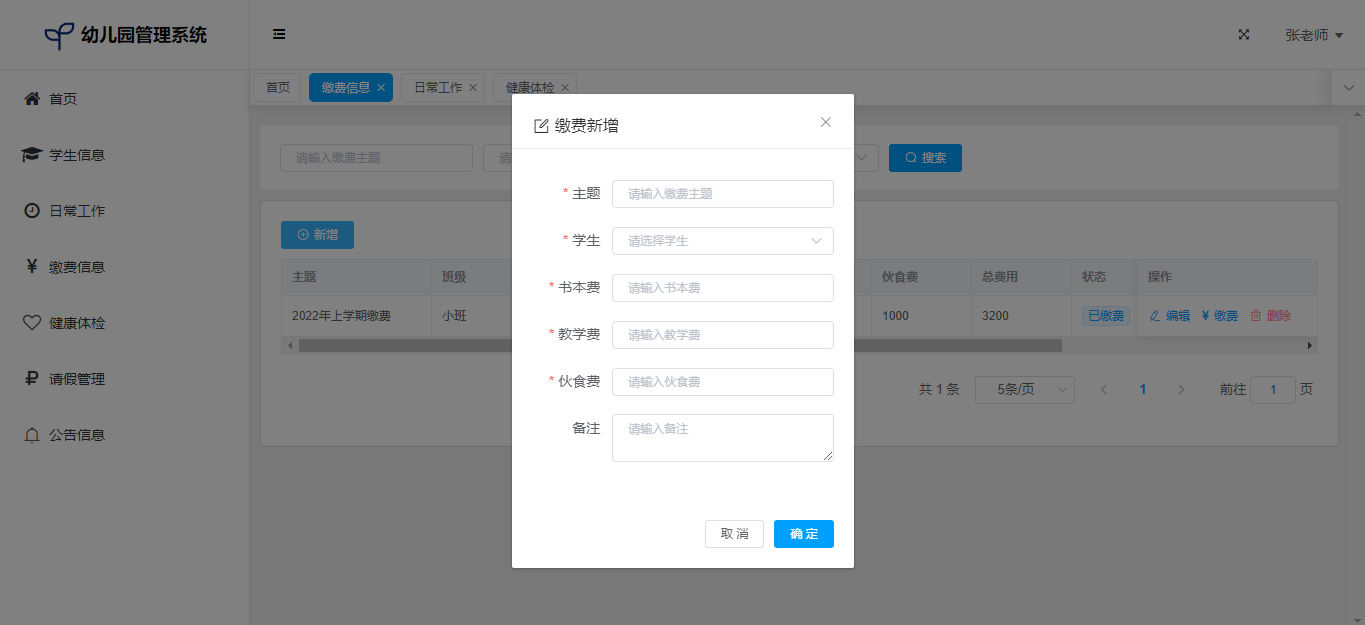 幼儿园管理系统
张老师
首页
学生信息
日常工作
缴费信息
健康体检
请假管理
公告信息
首页 缴费信息 日常工作 健康体检
请输入缴费主题 请 搜索
新增
主题 班级 伙食费 总费用 状态 操作
2022年上学期缴费 小班 1000 3200 已缴费 编辑 ¥ 缴费 删除
共 1 条 5条/页 1 前往 1 页
缴费新增
* 主题 请输入缴费主题
* 学生 请选择学生
* 书本费 请输入书本费
* 教学费 请输入教学费
* 伙食费 请输入伙食费
备注 请输入备注
取 消 确 定